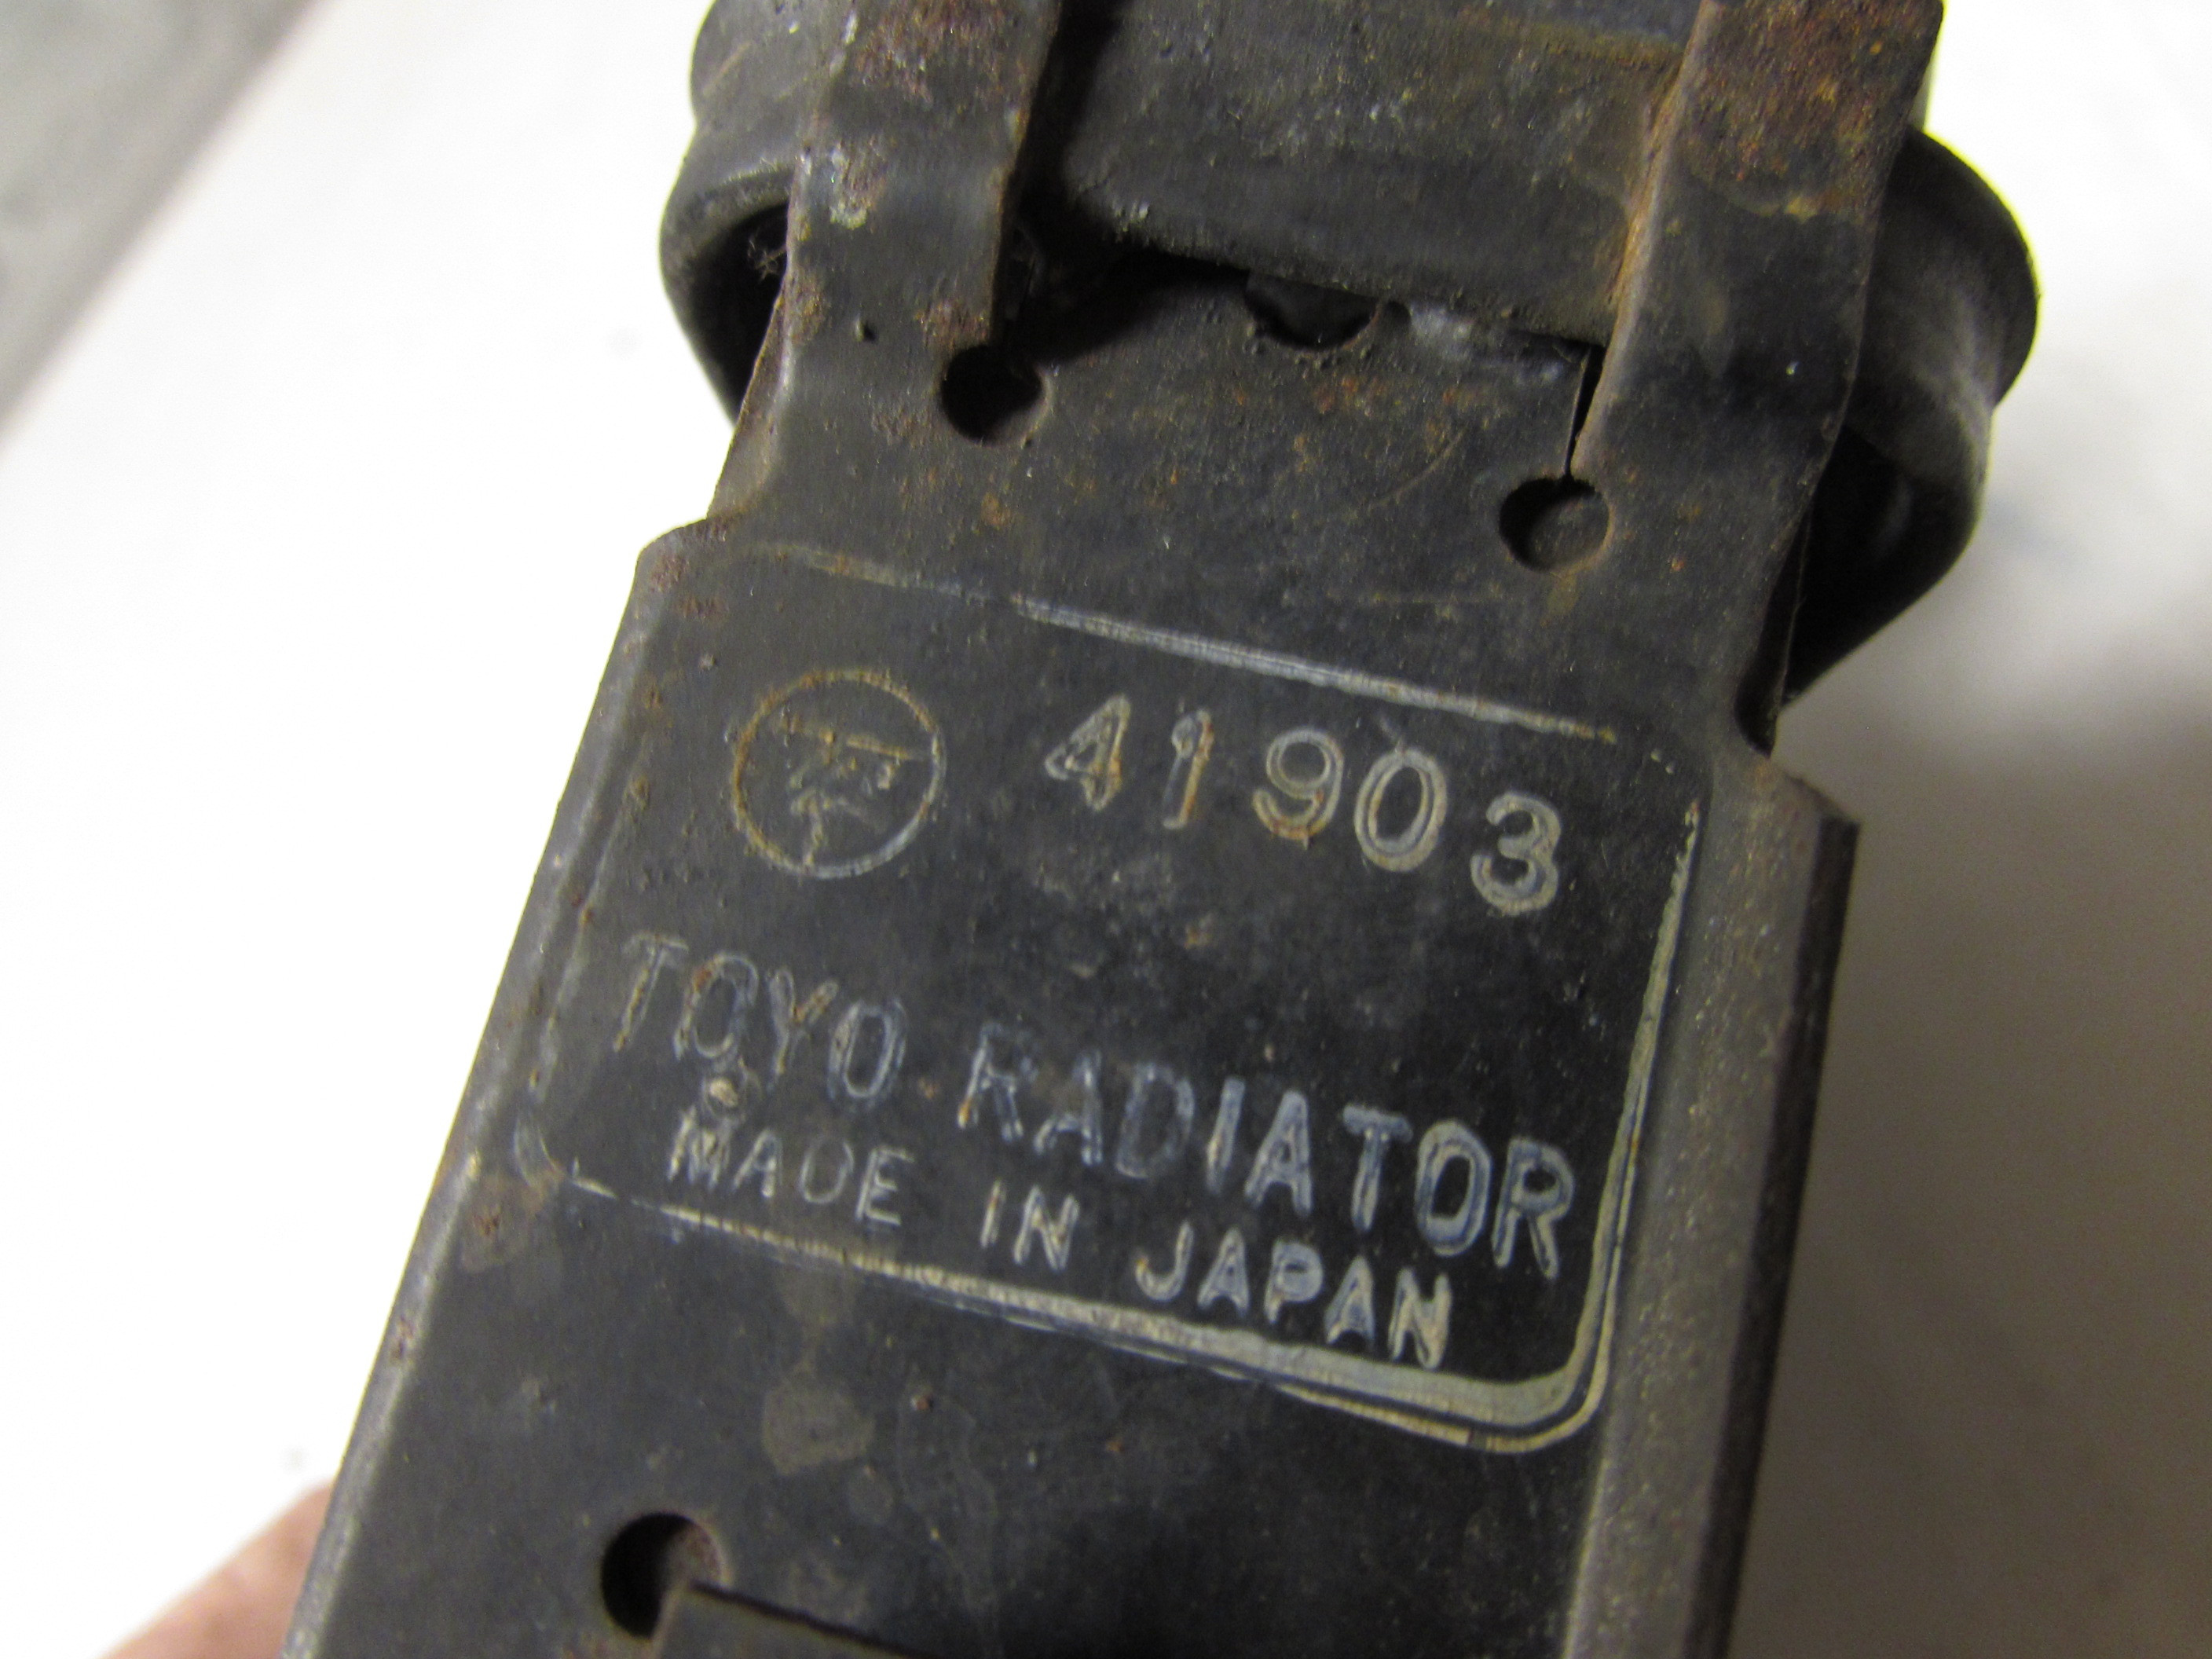 41903
TOYO RADIATOR
MADE IN JAPAN